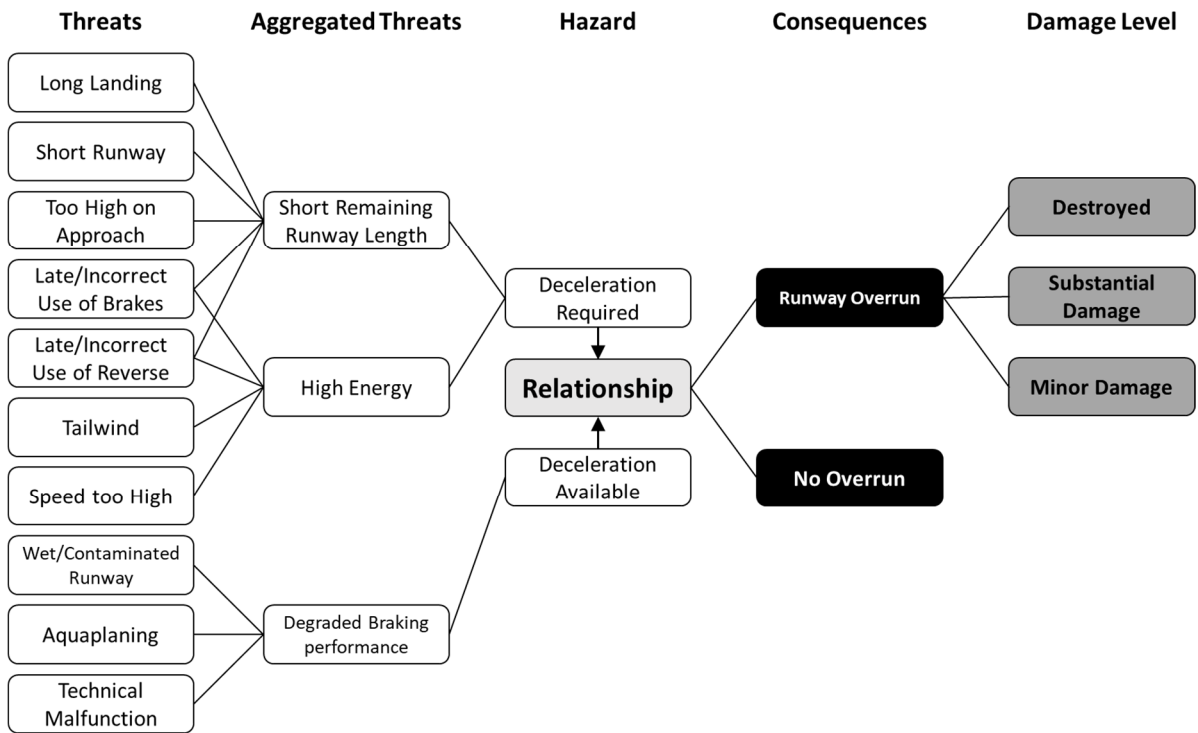 Threats
Aggregated Threats
Hazard
Consequences
Damage Level
Long Landing
Short Runway
Too High on
Approach
Late/Incorrect
Use of Brakes
Late/Incorrect
Use of Reverse
Tailwind
Speed too High
Wet/Contaminated
Runway
Aquaplaning
Technical
Malfunction
Short Remaining
Runway Length
High Energy
Degraded Braking
performance
Deceleration
Required
Relationship
Deceleration
Available
Runway Overrun
No Overrun
Destroyed
Substantial
Damage
Minor Damage